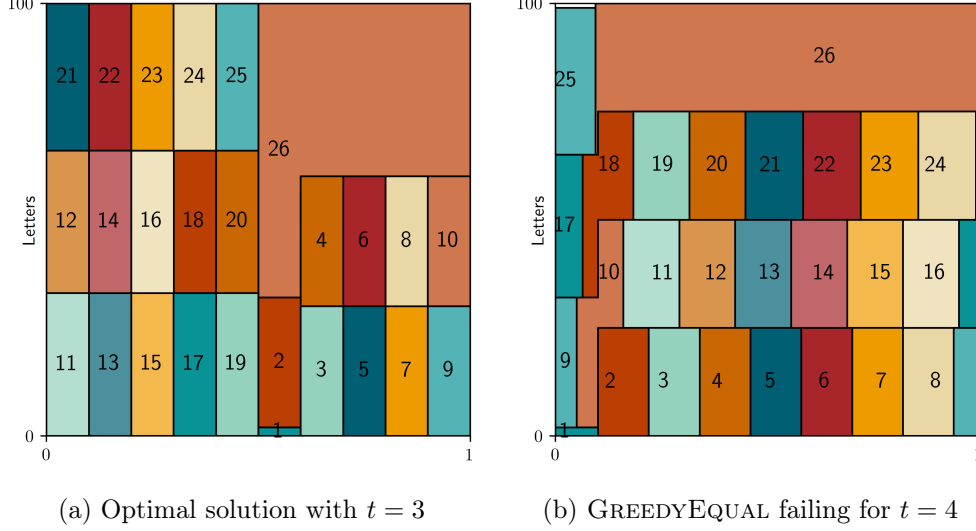 100
21 22 23 24 25
26
12 14 16 18 20
4 6 8 10
11 13 15 17 19
2 3 5 7 9
1
0
0 1
Letters
100
26
25
18 19 20 21 22 23 24
17
10 11 12 13 14 15 16
9
2 3 4 5 6 7 8
1
0
0
Letters
(a) Optimal solution with t = 3
(b) GREEDYEQUAL failing for t = 4